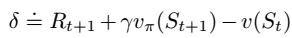 δ ≐ R_{t+1} + γv_π(S_{t+1}) − v(S_t)